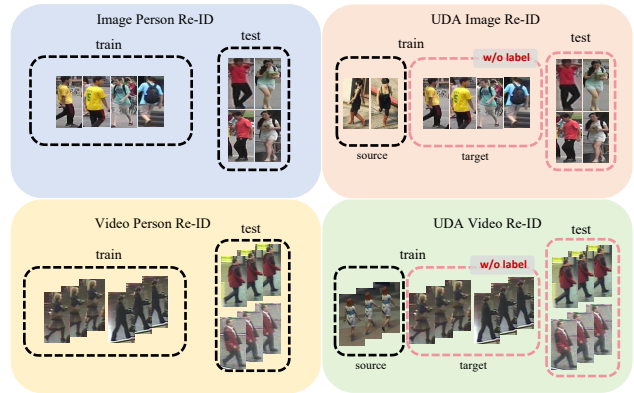 Image Person Re-ID
train
test
UDA Image Re-ID
train
test
w/o label
source
target
Video Person Re-ID
train
test
UDA Video Re-ID
train
test
w/o label
source
target